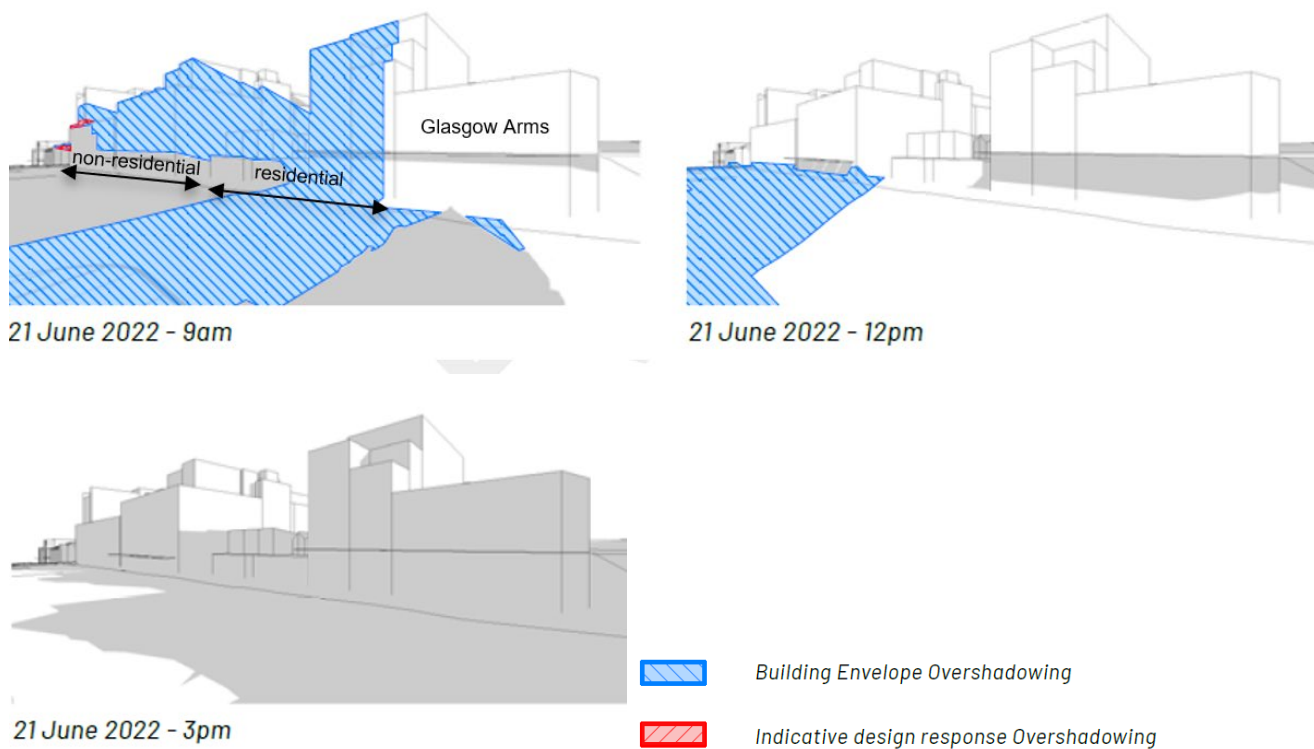 Glasgow Arms
non-residential
residential
21 June 2022 - 9am
21 June 2022 - 12pm
21 June 2022 - 3pm
Building Envelope Overshadowing
Indicative design response Overshadowing